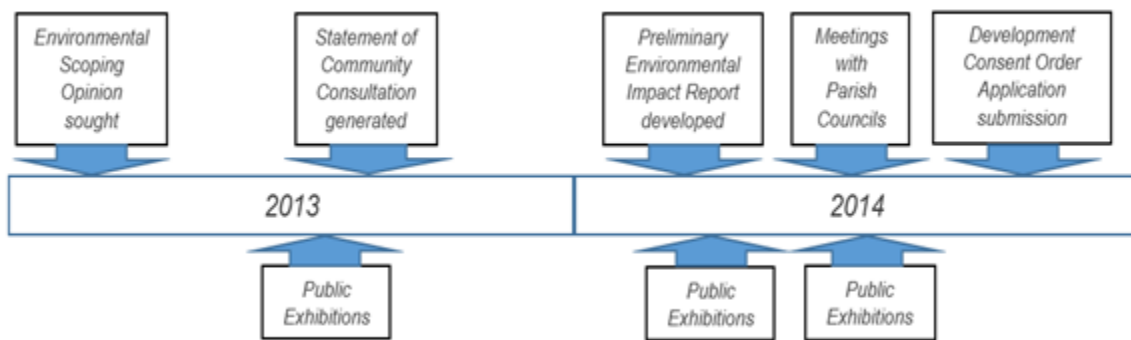 Environmental
Scoping
Opinion
sought
Statement of
Community
Consultation
generated
Preliminary
Environmental
Impact Report
developed
Meetings
with
Parish
Councils
Development
Consent Order
Application
submission
2013
2014
Public
Exhibitions
Public
Exhibitions
Public
Exhibitions